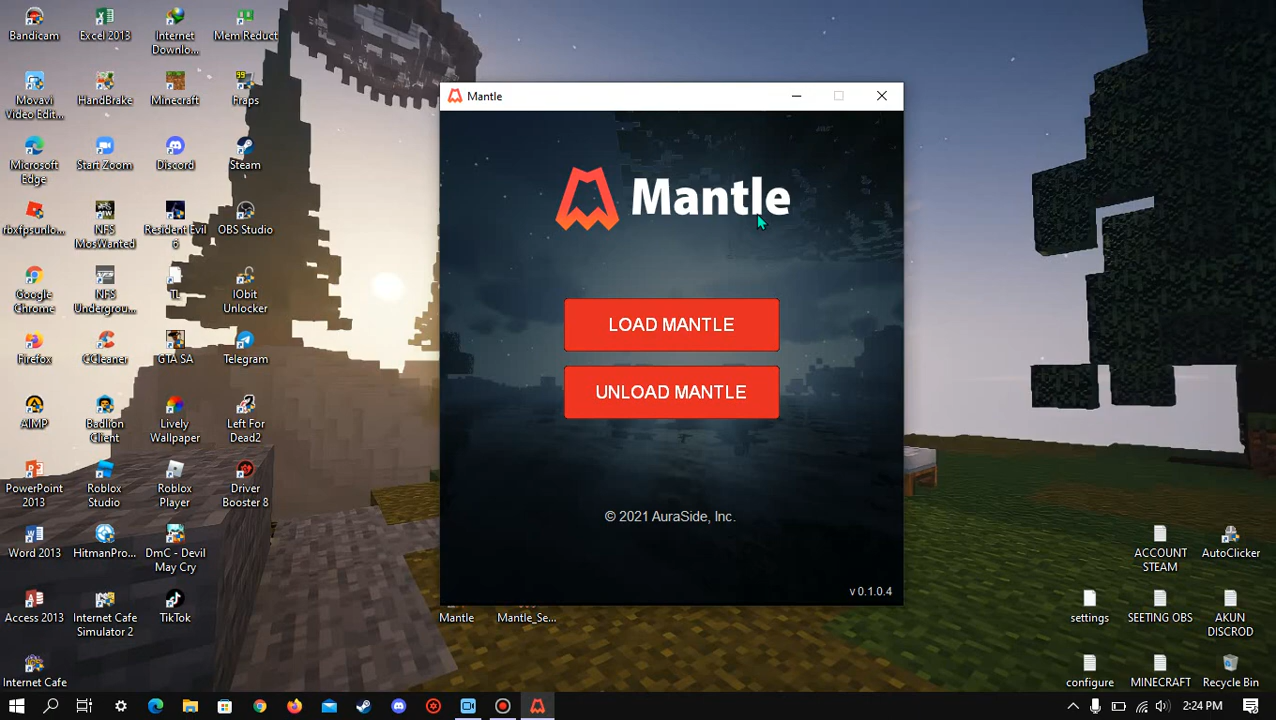 Bandicam
Excel 2013
Internet
Downlo...
Mem Reduct
Movavi
Video Edit...
HandBrake
Minecraft
99
Fraps
Microsoft
Edge
Start Zoom
Discord
Steam
rbxfpsunlo...
NFS
MosWanted
Resident Evil
6
OBS Studio
Google
Chrome
NFS
Undergrou...
TL
IObit
Unlocker
Firefox
CCleaner
GTA SA
Telegram
AIMP
Badlion
Client
Lively
Wallpaper
Left For
Dead2
PowerPoint
2013
Roblox
Studio
Roblox
Player
Driver
Booster 8
Word 2013
HitmanPro...
DmC - Devil
May Cry
Access 2013
Internet Cafe
Simulator 2
TikTok
Internet Cafe
Mantle
Mantle
LOAD MANTLE
UNLOAD MANTLE
© 2021 AuraSide, Inc.
v 0.1.0.4
Mantle
Mantle_Se...
ACCOUNT
STEAM
AutoClicker
settings
SEETING OBS
AKUN
DISCROD
configure
MINECRAFT
Recycle Bin
2:24 PM